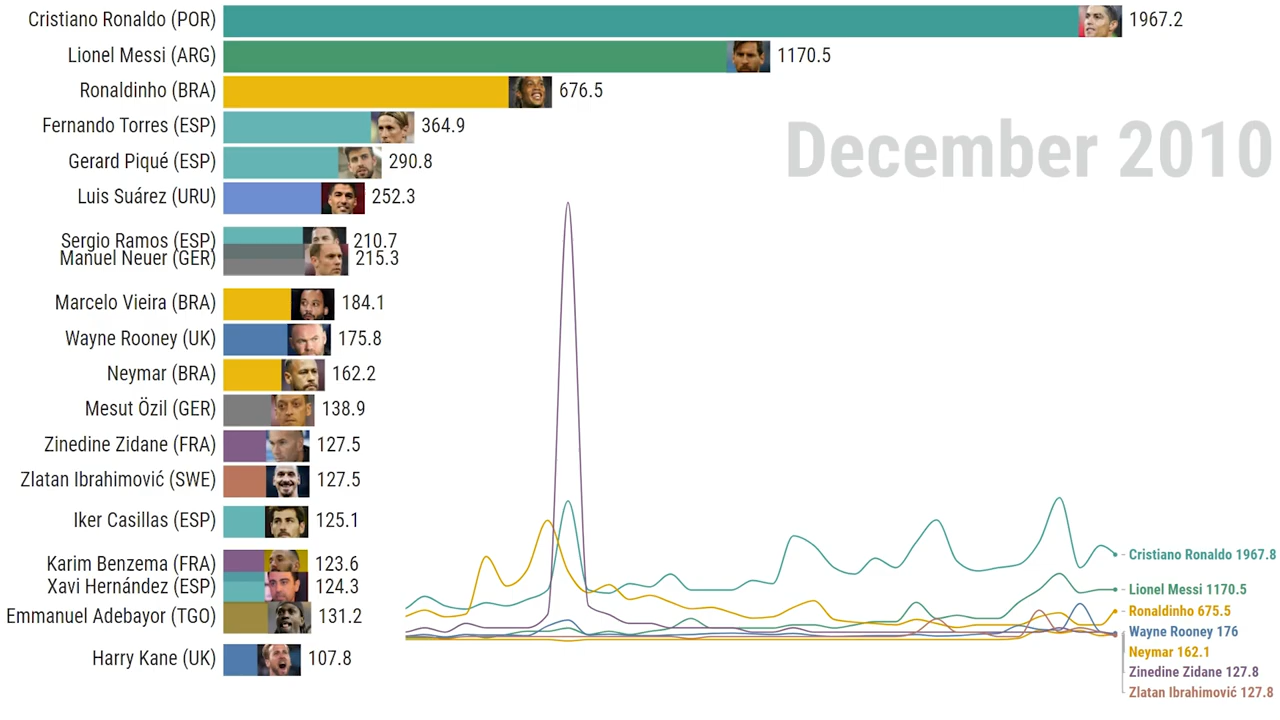 Cristiano Ronaldo (POR) 1967.2
Lionel Messi (ARG) 1170.5
Ronaldinho (BRA) 676.5
Fernando Torres (ESP) 364.9
December 2010
Gerard Piqué (ESP) 290.8
Luis Suárez (URU) 252.3
Sergio Ramos (ESP) 210.7
Manuel Neuer (GER) 215.3
Marcelo Vieira (BRA) 184.1
Wayne Rooney (UK) 175.8
Neymar (BRA) 162.2
Mesut Özil (GER) 138.9
Zinedine Zidane (FRA) 127.5
Zlatan Ibrahimović (SWE) 127.5
Iker Casillas (ESP) 125.1
Karim Benzema (FRA) 123.6
Xavi Hernández (ESP) 124.3
Emmanuel Adebayor (TGO) 131.2
Harry Kane (UK) 107.8
Cristiano Ronaldo 1967.8
Lionel Messi 1170.5
Ronaldinho 675.5
Wayne Rooney 176
Neymar 162.1
Zinedine Zidane 127.8
Zlatan Ibrahimović 127.8